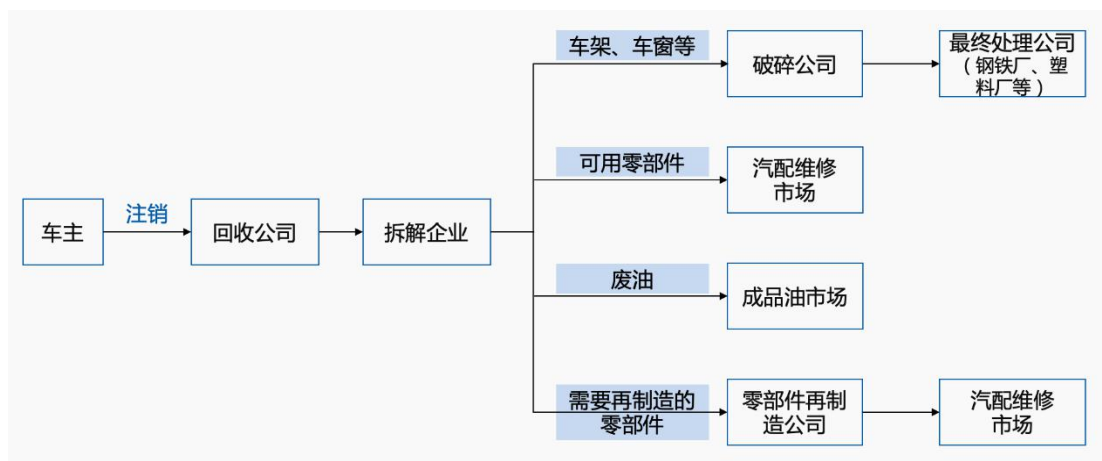 车架、车窗等
破碎公司
最终处理公司
（钢铁厂、塑
料厂等）
可用零部件
汽配维修
市场
车主
注销
回收公司
拆解企业
废油
成品油市场
需要再制造的
零部件
零部件再制
造公司
汽配维修
市场